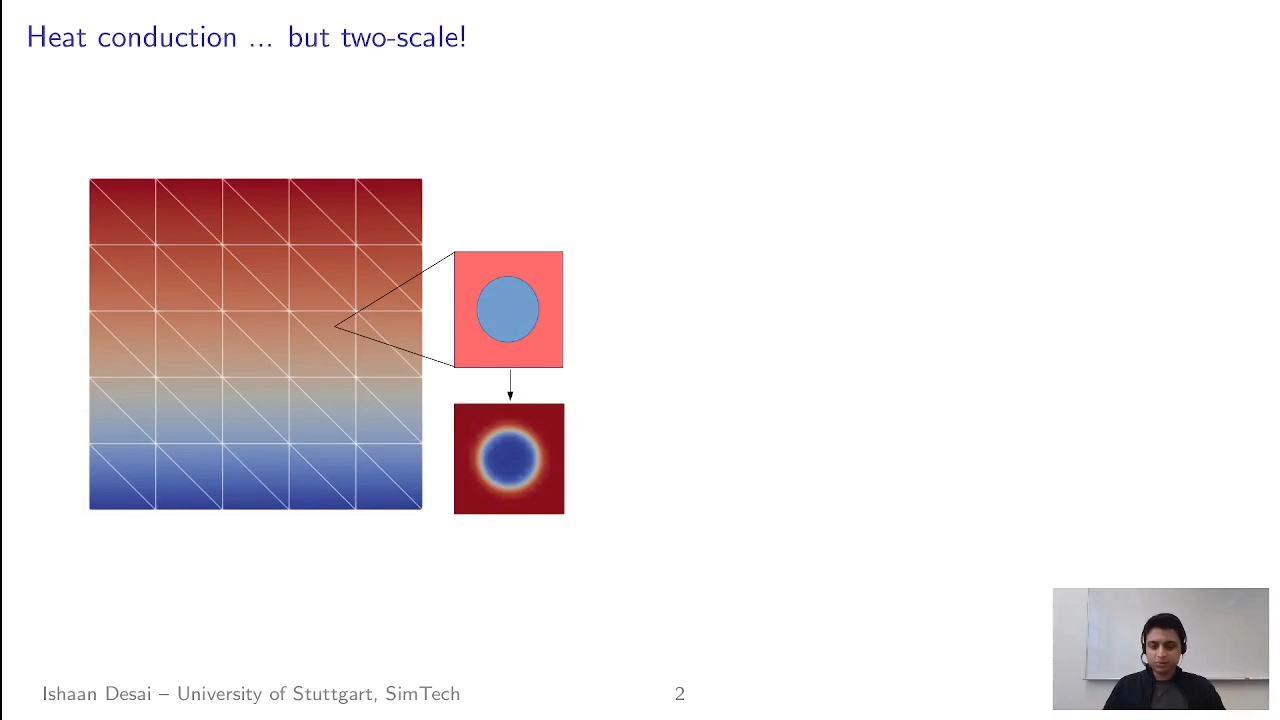 Heat conduction ... but two-scale!
Ishaan Desai – University of Stuttgart, SimTech
2